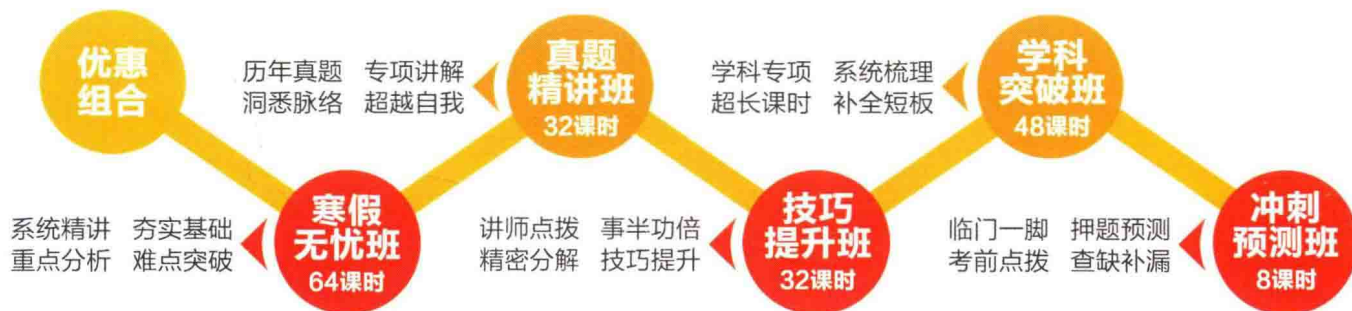 优惠
组合
系统精讲 夯实基础
重点分析 难点突破
寒假
无忧班
64课时
历年真题 专项讲解
洞悉脉络 超越自我
真题
精讲班
32课时
讲师点拨 事半功倍
精密分解 技巧提升
技巧
提升班
32课时
学科专项 系统梳理
超长课时 补全短板
学科
突破班
48课时
临门一脚 押题预测
考前点拨 查缺补漏
冲刺
预测班
8课时